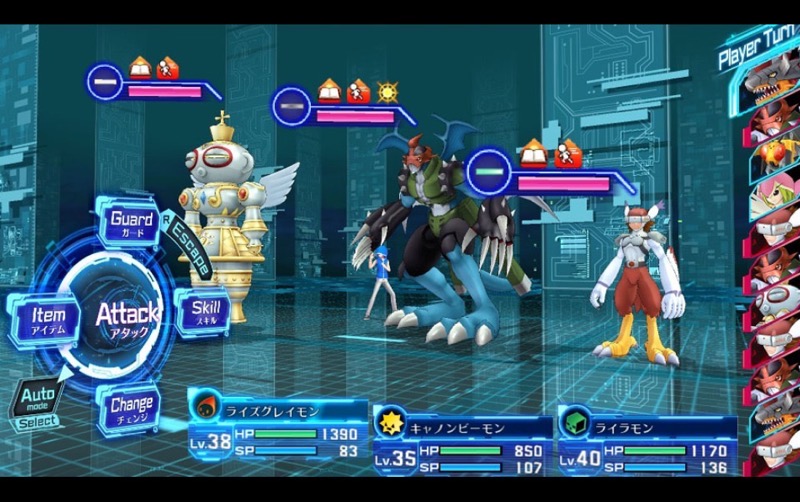 Player Turn
Guard
ガード
R
Escape
Item
アイテム
Attack
アタック
Skill
スキル
Auto
mode
Select
Change
チェンジ
ライズグレイモン
Lv.38
HP 1390
SP 83
キャノンビーモン
Lv.35
HP 850
SP 107
ライラモン
Lv.40
HP 1170
SP 136